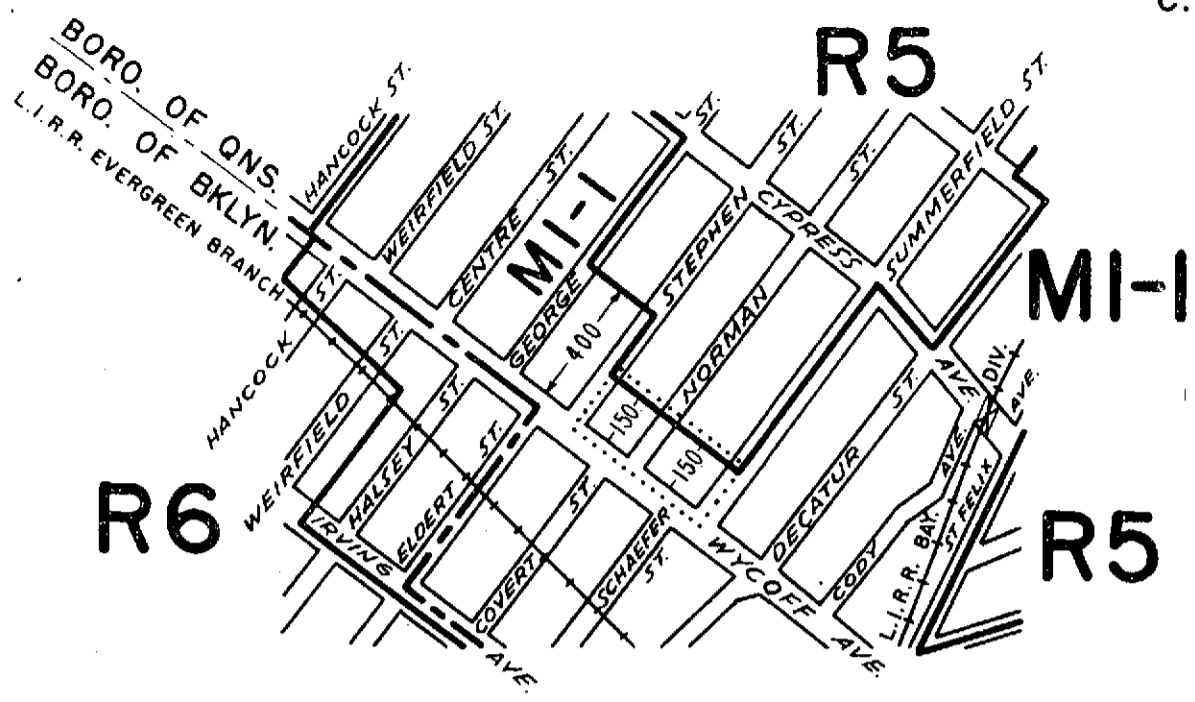 C.
R5
BORO. OF QNS.
BORO. OF BKLYN.
L.I.R.R. EVERGREEN BRANCH
HANCOCK ST.
WEIRFIELD ST.
CENTRE ST.
GEORGE
ST.
STEPHEN
ST.
NORMAN
ST.
SUMMERFIELD ST.
CYPRESS
AVE.
M1-1
M1-1
400
150
150
HANCOCK ST.
WEIRFIELD ST.
HALSEY ST.
ELDERT ST.
COVERT ST.
SCHAEFER ST.
DECATUR ST.
CODY AVE.
L.I.R.R. BAY. DIV.
ST. FELIX AVE.
IRVING
AVE.
WYCOFF
AVE.
R6
R5